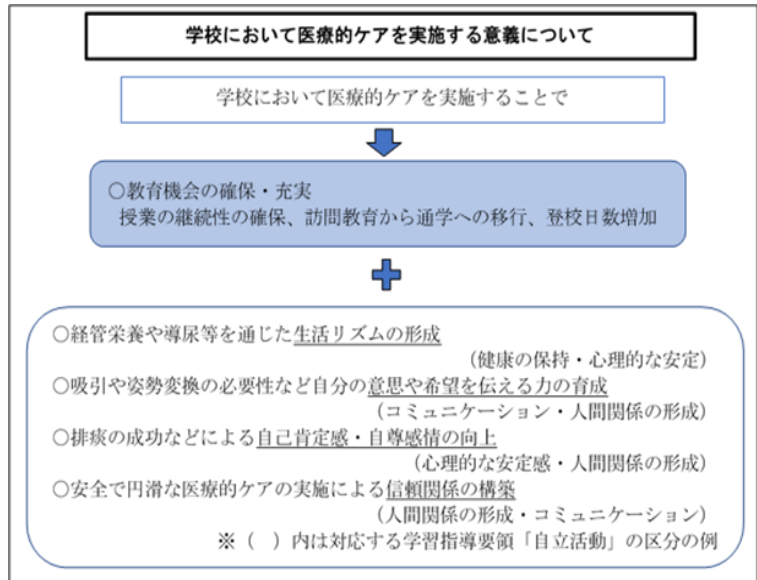 学校において医療的ケアを実施する意義について
学校において医療的ケアを実施することで
○教育機会の確保・充実
授業の継続性の確保、訪問教育から通学への移行、登校日数増加
○経管栄養や導尿等を通じた生活リズムの形成
(健康の保持・心理的な安定)
○吸引や姿勢変換の必要性など自分の意思や希望を伝える力の育成
(コミュニケーション・人間関係の形成)
○排痰の成功などによる自己肯定感・自尊感情の向上
(心理的な安定感・人間関係の形成)
○安全で円滑な医療的ケアの実施による信頼関係の構築
(人間関係の形成・コミュニケーション)
※ ( ) 内は対応する学習指導要領「自立活動」の区分の例